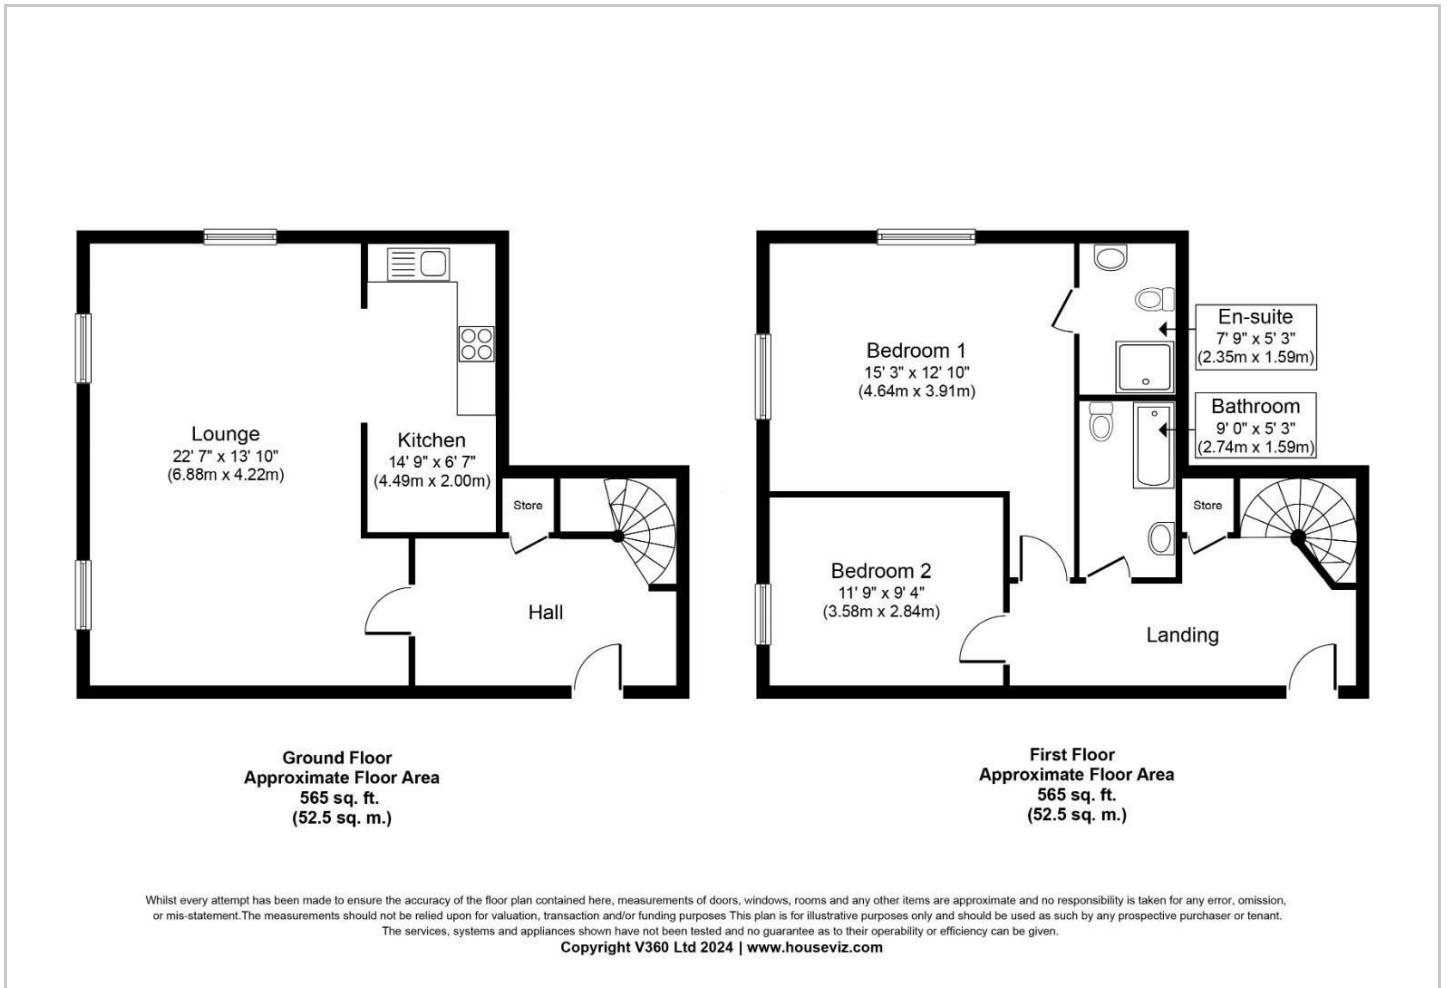 Lounge
22' 7" x 13' 10"
(6.88m x 4.22m)
Kitchen
14' 9" x 6' 7"
(4.49m x 2.00m)
Store
Hall
Ground Floor
Approximate Floor Area
565 sq. ft.
(52.5 sq. m.)
Bedroom 1
15' 3" x 12' 10"
(4.64m x 3.91m)
En-suite
7' 9" x 5' 3"
(2.35m x 1.59m)
Bathroom
9' 0" x 5' 3"
(2.74m x 1.59m)
Store
Bedroom 2
11' 9" x 9' 4"
(3.58m x 2.84m)
Landing
First Floor
Approximate Floor Area
565 sq. ft.
(52.5 sq. m.)
Whilst every attempt has been made to ensure the accuracy of the floor plan contained here, measurements of doors, windows, rooms and any other items are approximate and no responsibility is taken for any error, omission,
or mis-statement.The measurements should not be relied upon for valuation, transaction and/or funding purposes This plan is for illustrative purposes only and should be used as such by any prospective purchaser or tenant.
The services, systems and appliances shown have not been tested and no guarantee as to their operability or efficiency can be given.
Copyright V360 Ltd 2024 | www.houseviz.com